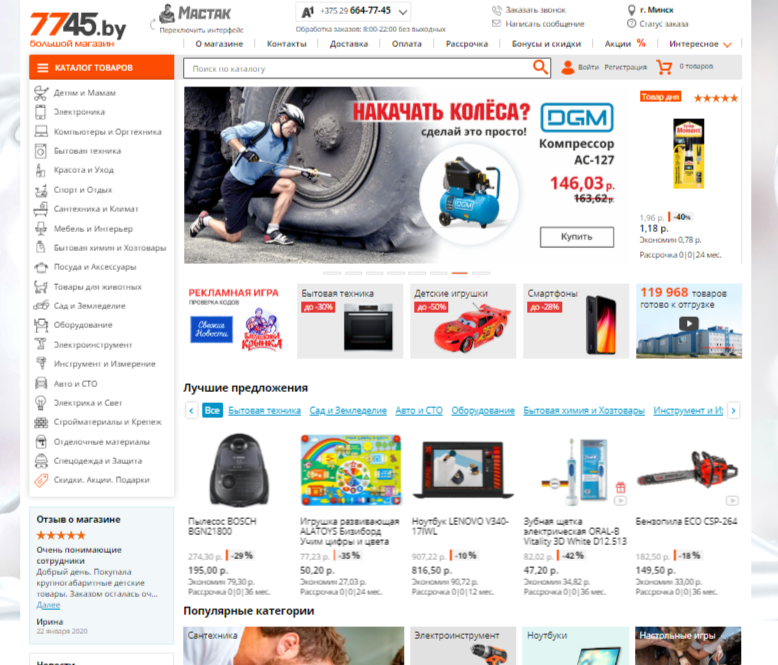 7745.by
большой магазин
Мастак
Переключить интерфейс
A1 +375 29 664-77-45
Обработка заказов: 8:00-22:00 без выходных
Заказать звонок
Написать сообщение
г. Минск
Статус заказа
О магазине
Контакты
Доставка
Оплата
Рассрочка
Бонусы и скидки
Акции %
Интересное
КАТАЛОГ ТОВАРОВ
Поиск по каталогу
Войти
Регистрация
0 товаров
Детям и Мамам
Электроника
Компьютеры и Оргтехника
Бытовая техника
Красота и Уход
Спорт и Отдых
Сантехника и Климат
Мебель и Интерьер
Бытовая химия и Хозтовары
Посуда и Аксессуары
Товары для животных
Сад и Земледелие
Оборудование
Электроинструмент
Инструмент и Измерение
Авто и СТО
Электрика и Свет
Стройматериалы и Крепеж
Отделочные материалы
Спецодежда и Защита
Скидки. Акции. Подарки
НАКАЧАТЬ КОЛЁСА?
сделай это просто!
DGM
Компрессор
AC-127
146,03 р.
163,62 р.
Купить
Товар дня
Момент
1,96 р. -40%
1,18 р.
Экономия 0,78 р.
Рассрочка 0|0|24 мес.
РЕКЛАМНАЯ ИГРА
ПРОВЕРКА КОДОВ
Свежие
Новости
Бабушкина
Крынка
Бытовая техника
до -30%
Детские игрушки
до -50%
Смартфоны
до -28%
119 968 товаров
готово к отгрузке
Лучшие предложения
Все
Бытовая техника
Сад и Земледелие
Авто и СТО
Оборудование
Бытовая химия и Хозтовары
Инструмент и Из
Пылесос BOSCH
BGN21800
274,30 р. -29%
195,00 р.
Экономия 79,30 р.
Рассрочка 0|0|36 мес.
Игрушка развивающая
ALATOYS Бизиборд
Учим цифры и цвета
77,23 р. -35%
50,20 р.
Экономия 27,03 р.
Рассрочка 0|0|24 мес.
Ноутбук LENOVO V340-
17IWL
907,22 р. -10%
816,50 р.
Экономия 90,72 р.
Рассрочка 0|0|12 мес.
Зубная щетка
электрическая ORAL-B
Vitality 3D White D12.513
82,02 р. -42%
47,20 р.
Экономия 34,82 р.
Рассрочка 0|0|36 мес.
Бензопила ECO CSP-264
182,50 р. -18%
149,50 р.
Экономия 33,00 р.
Рассрочка 0|0|36 мес.
Отзыв о магазине
Очень понимающие
сотрудники
Добрый день. Покупала
крупногабаритные детские
товары. Заказом осталась оч...
Далее
Ирина
22 января 2020
Новости
Популярные категории
Сантехника
Электроинструмент
Ноутбуки
Настольные игры